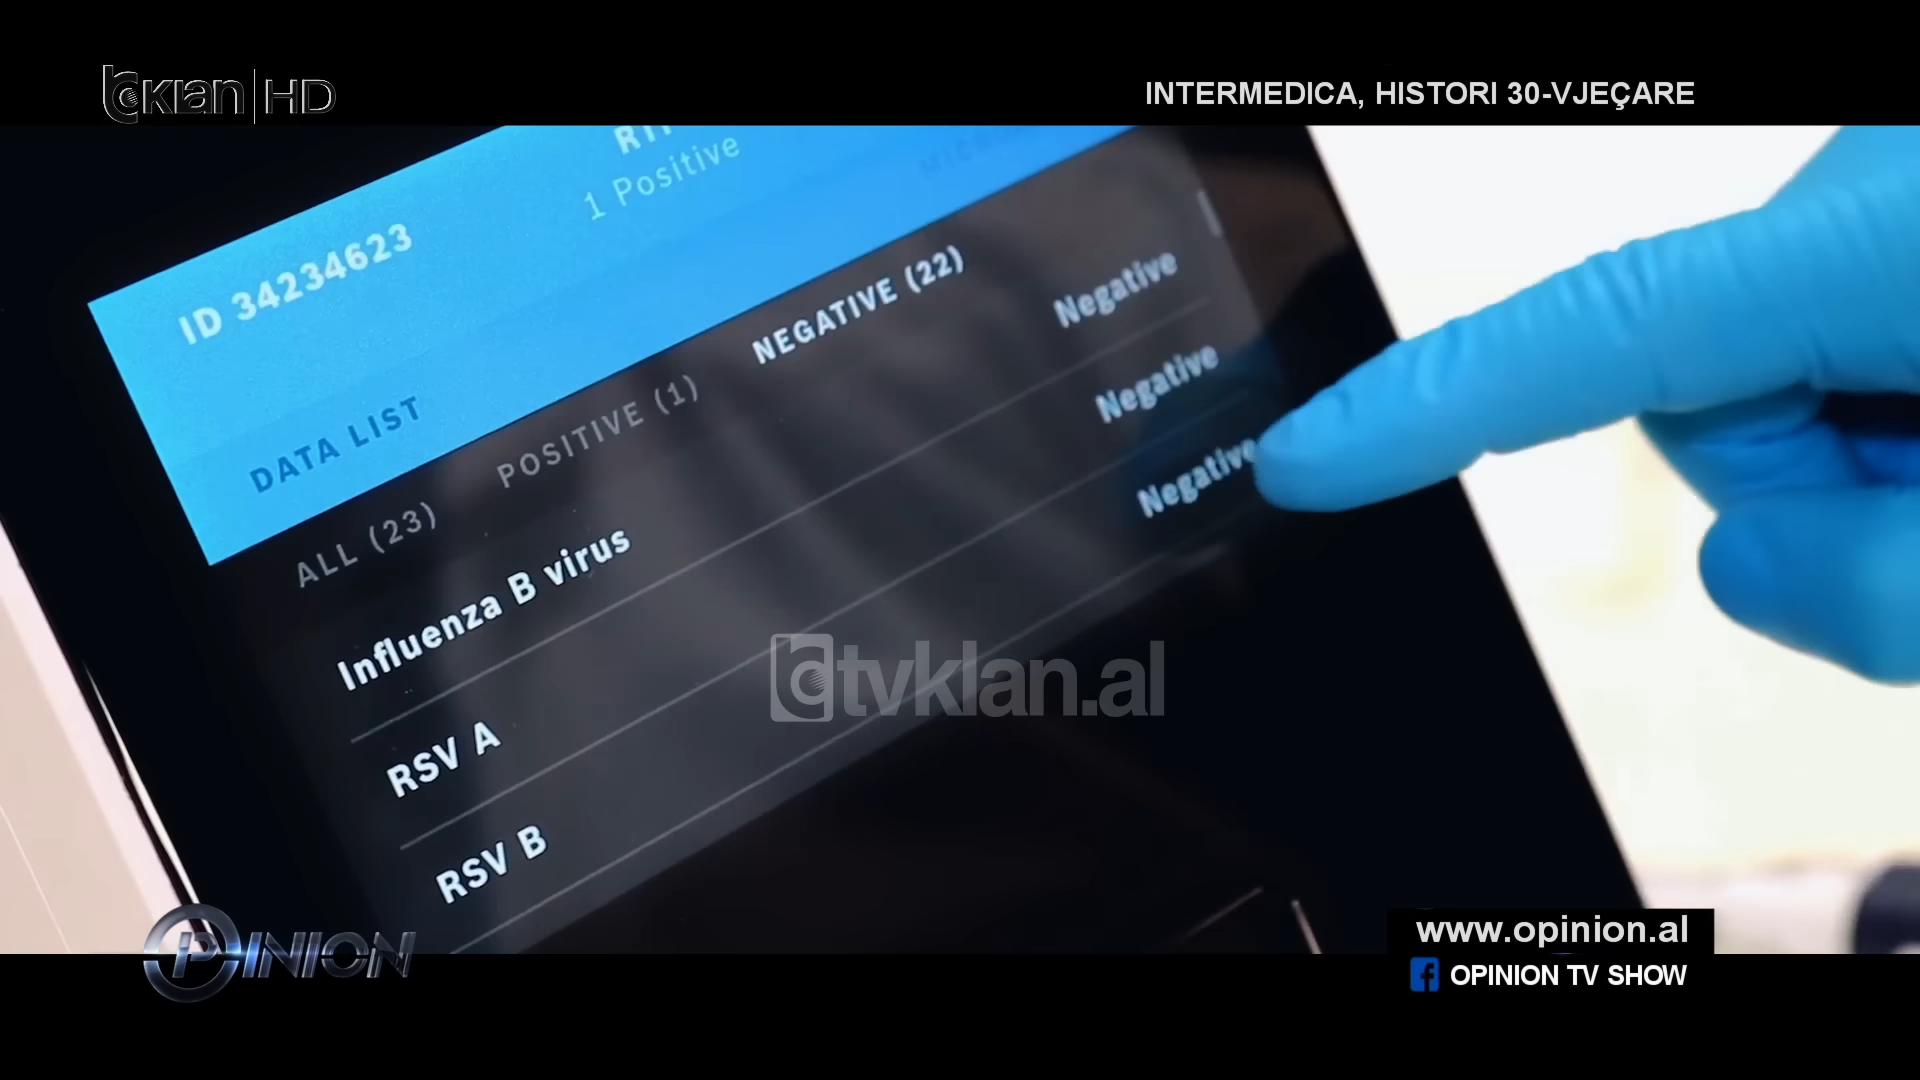 klan HD
INTERMEDICA, HISTORI 30-VJEÇARE
1 Positive
ID 34234623
DATA LIST
ALL (23)
POSITIVE (1)
NEGATIVE (22)
Influenza B virus
Negative
RSV A
Negative
RSV B
Negative
tvklan.al
OPINION
www.opinion.al
OPINION TV SHOW